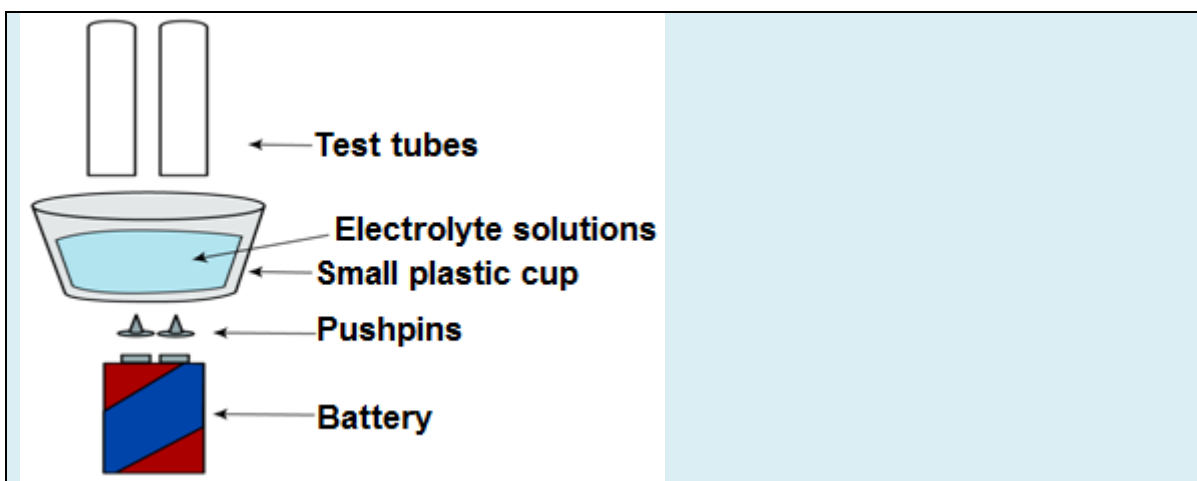 Test tubes
Electrolyte solutions
Small plastic cup
Pushpins
Battery